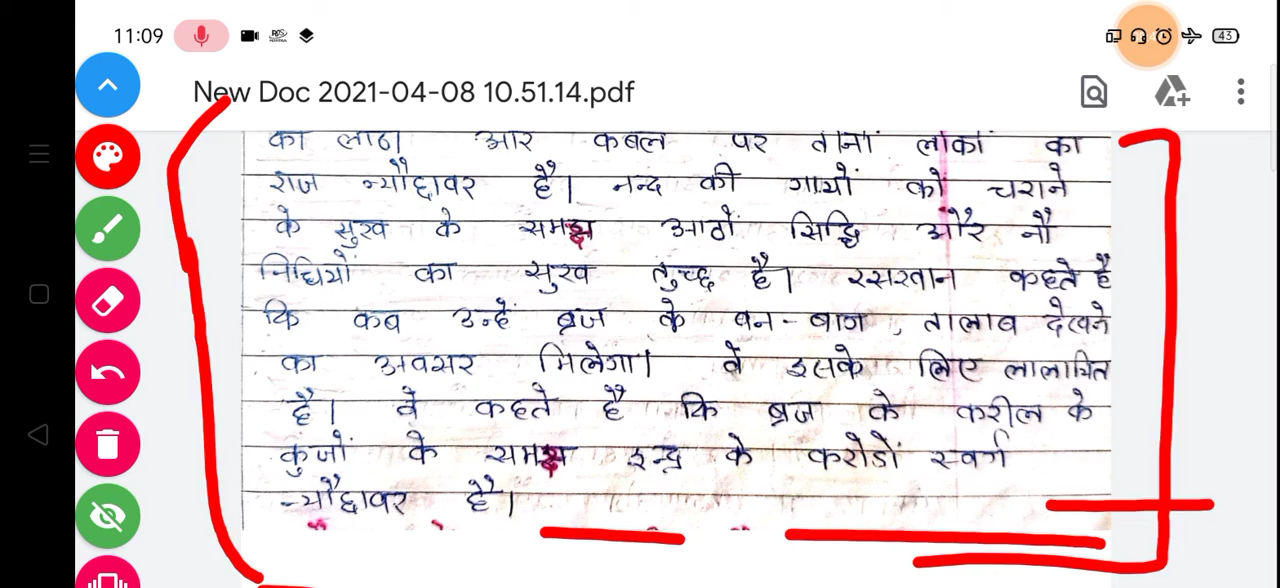 11:09
43
New Doc 2021-04-08 10.51.14.pdf
का लाठी और कंबल पर तीनों लोकों का
राज न्यौछावर है। नन्द की गायों को चराने
के सुख के समक्ष आठों सिद्धि और नौ
निधियों का सुख तुच्छ है। रसखान कहते है
कि कब उन्हें ब्रज के वन-बाग, तालाब देखने
का अवसर मिलेगा। वे इसके लिए लालायित
है। वे कहते है कि ब्रज के करील के
कुंजों के समक्ष इन्द्र के करोडों स्वर्ग
न्यौछावर है।